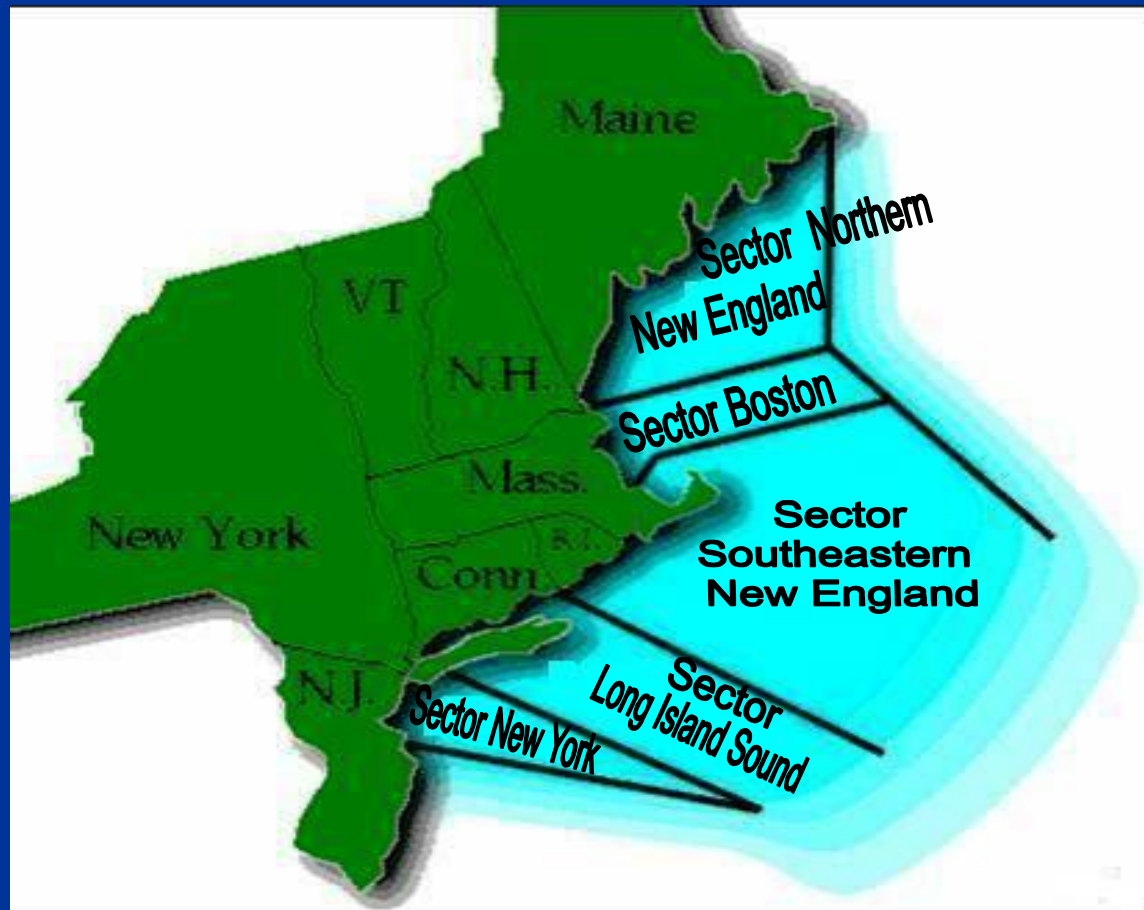 Maine
Sector Northern
New England
VT
N.H.
Sector Boston
Mass.
Sector
Southeastern
New England
New York
R.I.
Conn.
Sector
Long Island Sound
N.J.
Sector New York